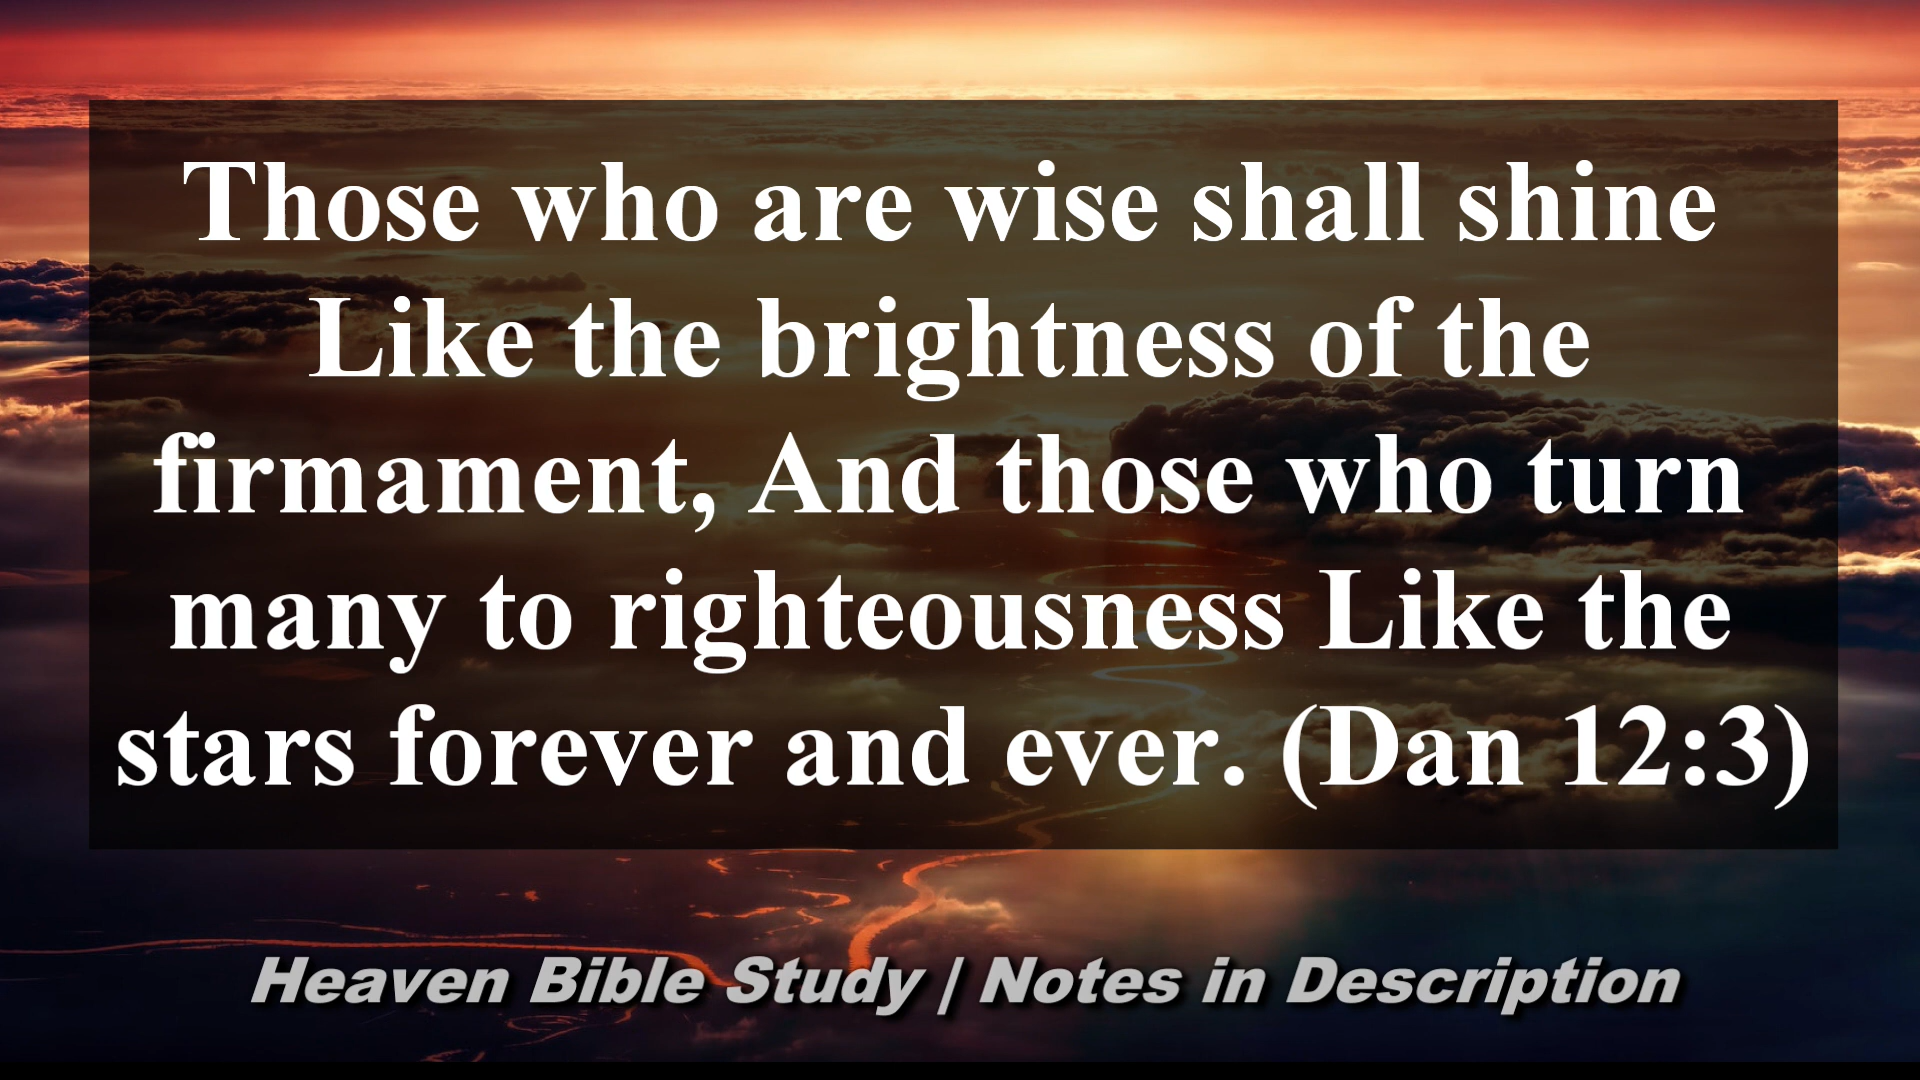 Those who are wise shall shine
Like the brightness of the
firmament, And those who turn
many to righteousness Like the
stars forever and ever. (Dan 12:3)
Heaven Bible Study | Notes in Description